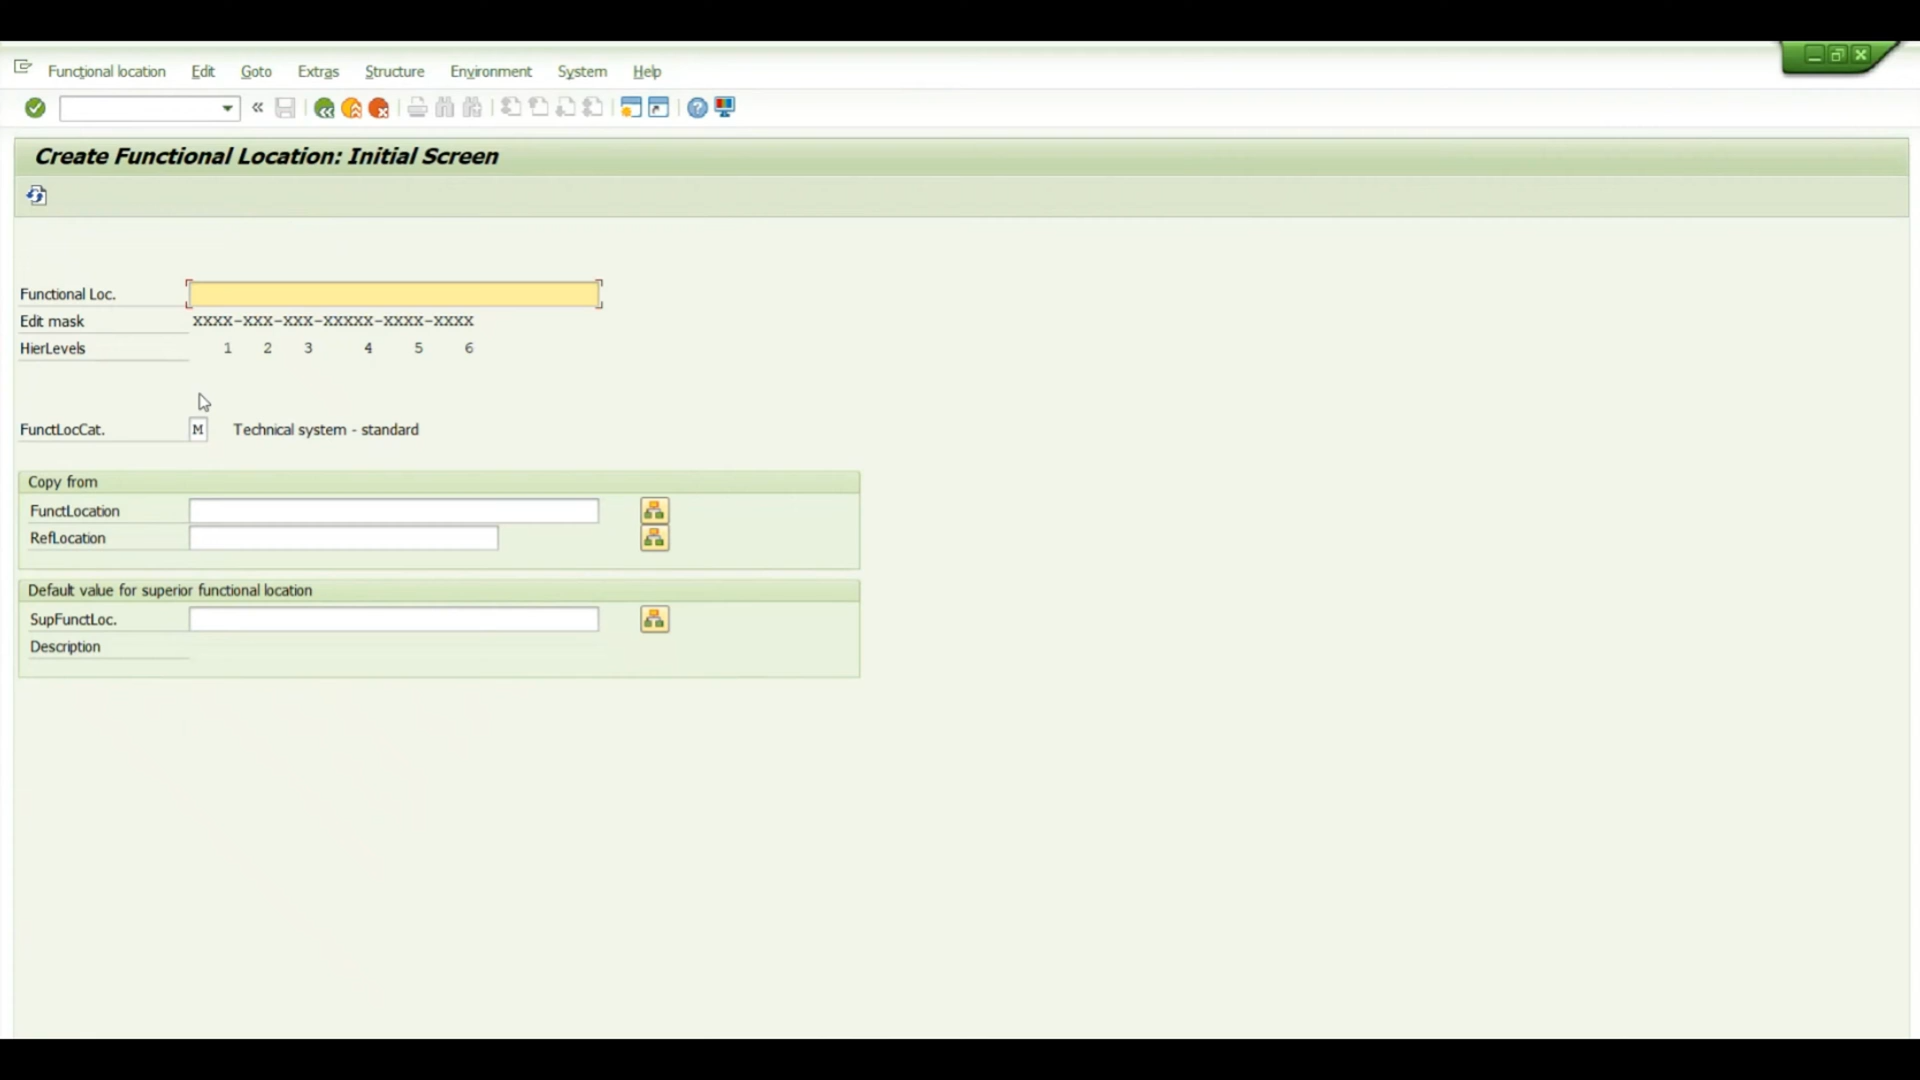 Functional location Edit Goto Extras Structure Environment System Help
Create Functional Location: Initial Screen
Functional Loc.
Edit mask XXXX-XXX-XXX-XXXXX-XXXX-XXXX
HierLevels 1 2 3 4 5 6
FunctLocCat. M Technical system - standard
Copy from
FunctLocation
RefLocation
Default value for superior functional location
SupFunctLoc.
Description